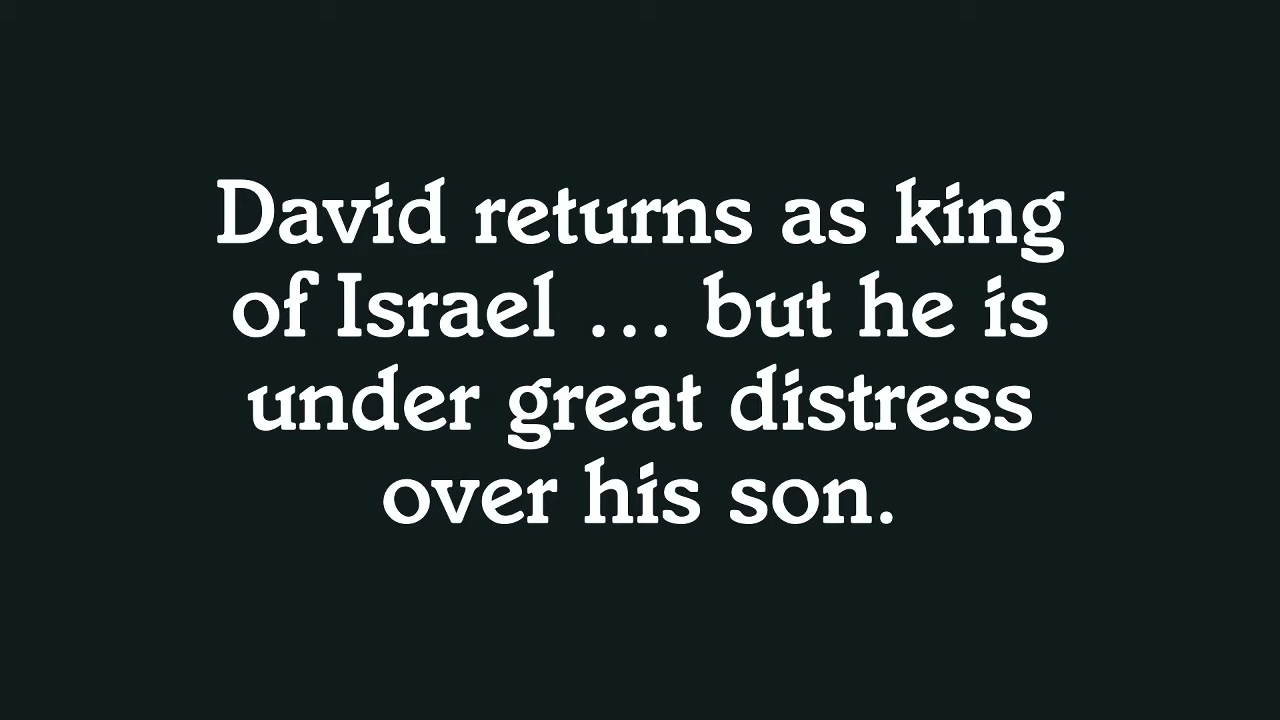 David returns as king
of Israel … but he is
under great distress
over his son.